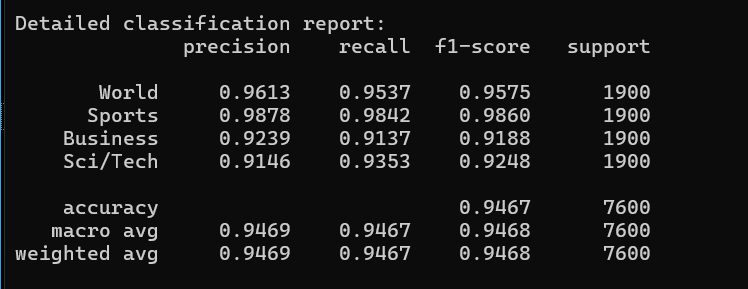 Detailed classification report:
precision recall f1-score support
World 0.9613 0.9537 0.9575 1900
Sports 0.9878 0.9842 0.9860 1900
Business 0.9239 0.9137 0.9188 1900
Sci/Tech 0.9146 0.9353 0.9248 1900
accuracy 0.9467 7600
macro avg 0.9469 0.9467 0.9468 7600
weighted avg 0.9469 0.9467 0.9468 7600